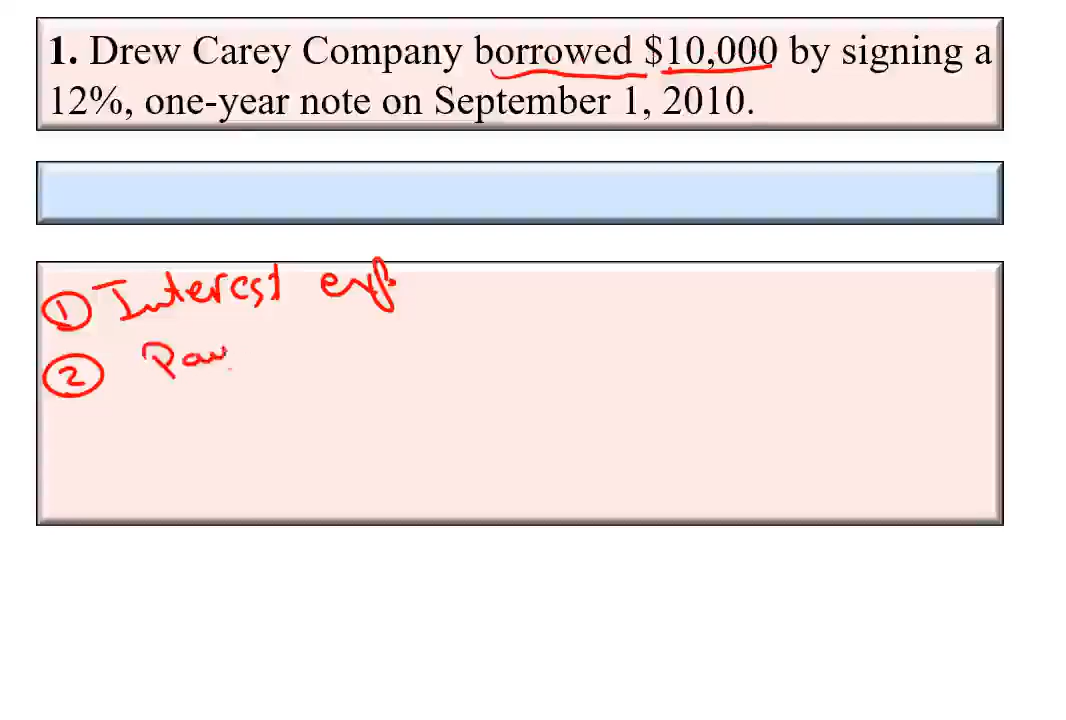 1. Drew Carey Company borrowed $10,000 by signing a
12%, one-year note on September 1, 2010.
① Interest exp
② Pay